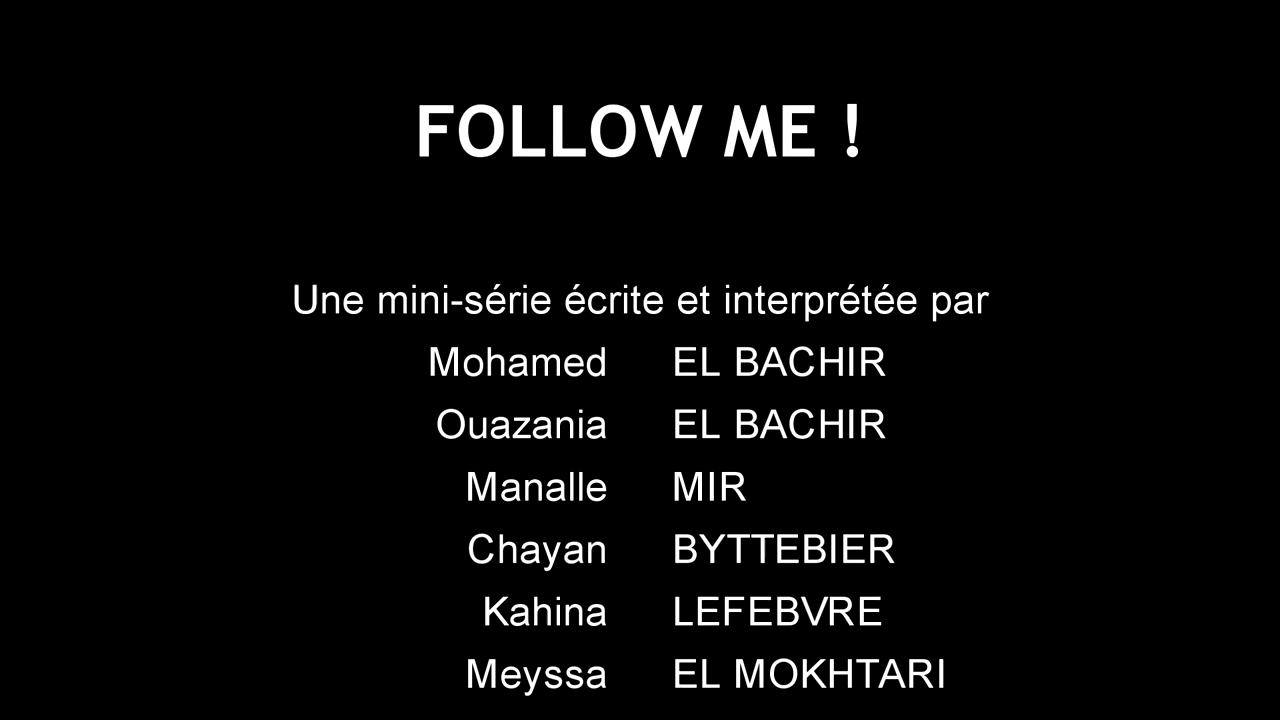 FOLLOW ME !
Une mini-série écrite et interprétée par
Mohamed EL BACHIR
Ouazania EL BACHIR
Manalle MIR
Chayan BYTTEBIER
Kahina LEFEBVRE
Meyssa EL MOKHTARI